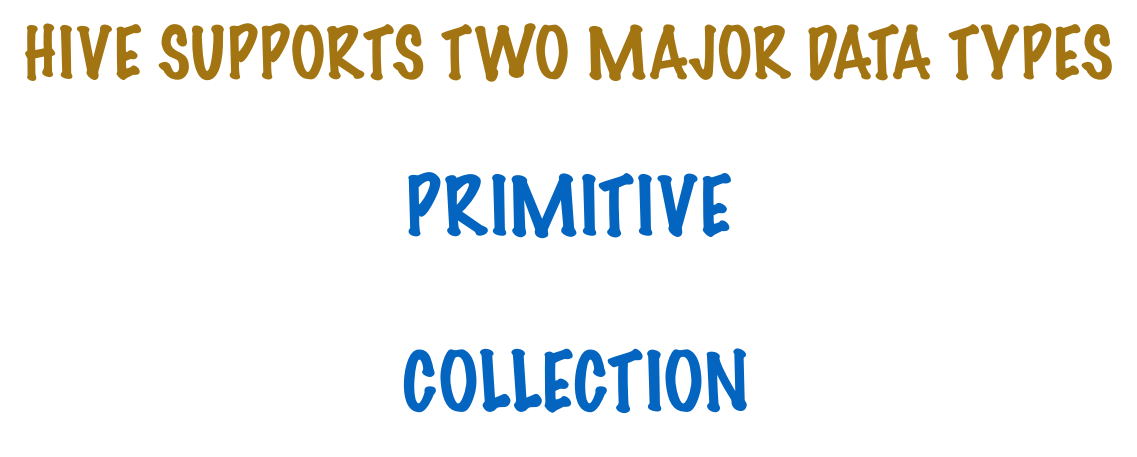 HIVE SUPPORTS TWO MAJOR DATA TYPES
PRIMITIVE
COLLECTION